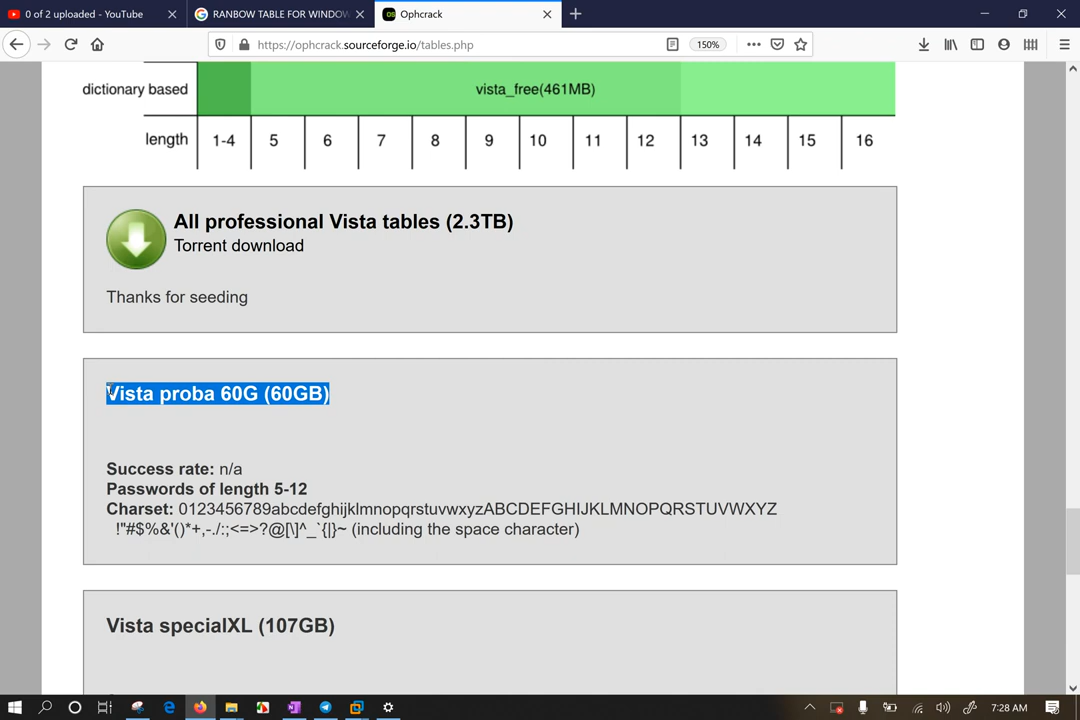 0 of 2 uploaded - YouTube
RANBOW TABLE FOR WINDOW
Ophcrack
https://ophcrack.sourceforge.io/tables.php
150%
dictionary based
vista_free(461MB)
length
1-4
5
6
7
8
9
10
11
12
13
14
15
16
All professional Vista tables (2.3TB)
Torrent download
Thanks for seeding
Vista proba 60G (60GB)
Success rate: n/a
Passwords of length 5-12
Charset: 0123456789abcdefghijklmnopqrstuvwxyzABCDEFGHIJKLMNOPQRSTUVWXYZ
!"#$%&'()*+,-./:;<=>?@[\]^_`{|}~ (including the space character)
Vista specialXL (107GB)
7:28 AM